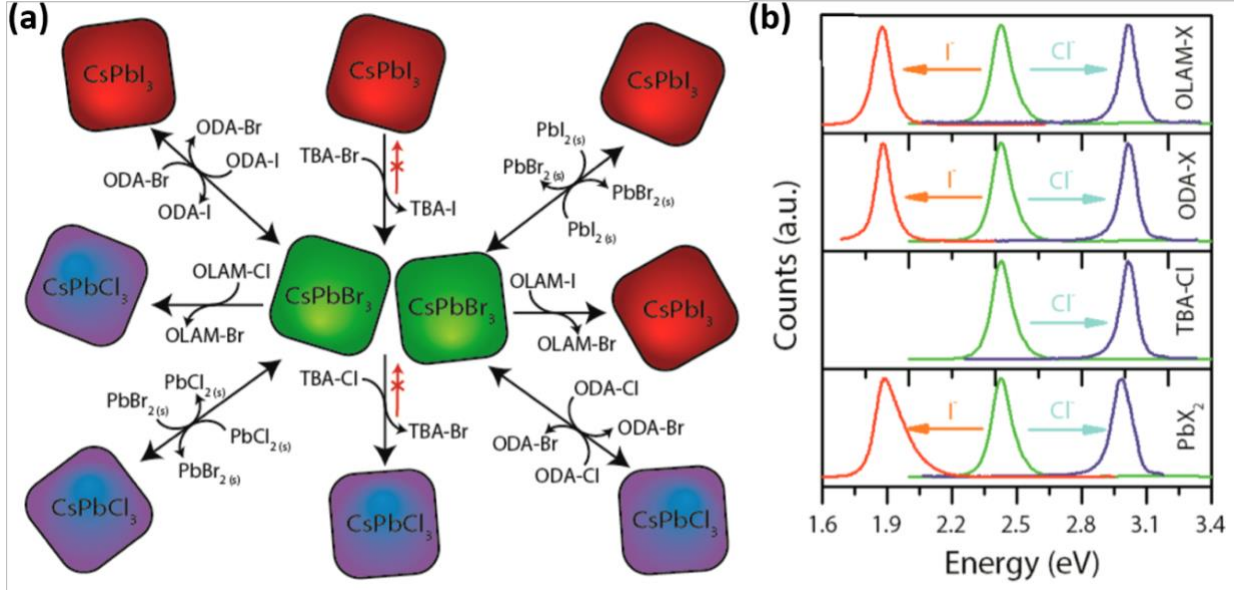 (a)
CsPbI₃
CsPbI₃
CsPbI₃
ODA-Br
ODA-I
ODA-Br
ODA-I
TBA-Br
TBA-I
PbI₂₍ₛ₎
PbBr₂₍ₛ₎
PbBr₂₍ₛ₎
PbI₂₍ₛ₎
CsPbCl₃
OLAM-Cl
OLAM-Br
CsPbBr₃
CsPbBr₃
OLAM-I
OLAM-Br
CsPbI₃
PbCl₂₍ₛ₎
PbBr₂₍ₛ₎
PbCl₂₍ₛ₎
PbBr₂₍ₛ₎
TBA-Cl
TBA-Br
ODA-Cl
ODA-Br
ODA-Br
ODA-Cl
CsPbCl₃
CsPbCl₃
CsPbCl₃
(b)
I⁻
Cl⁻
OLAM-X
I⁻
Cl⁻
ODA-X
Cl⁻
TBA-Cl
I⁻
Cl⁻
PbX₂
Counts (a.u.)
1.6 1.9 2.2 2.5 2.8 3.1 3.4
Energy (eV)